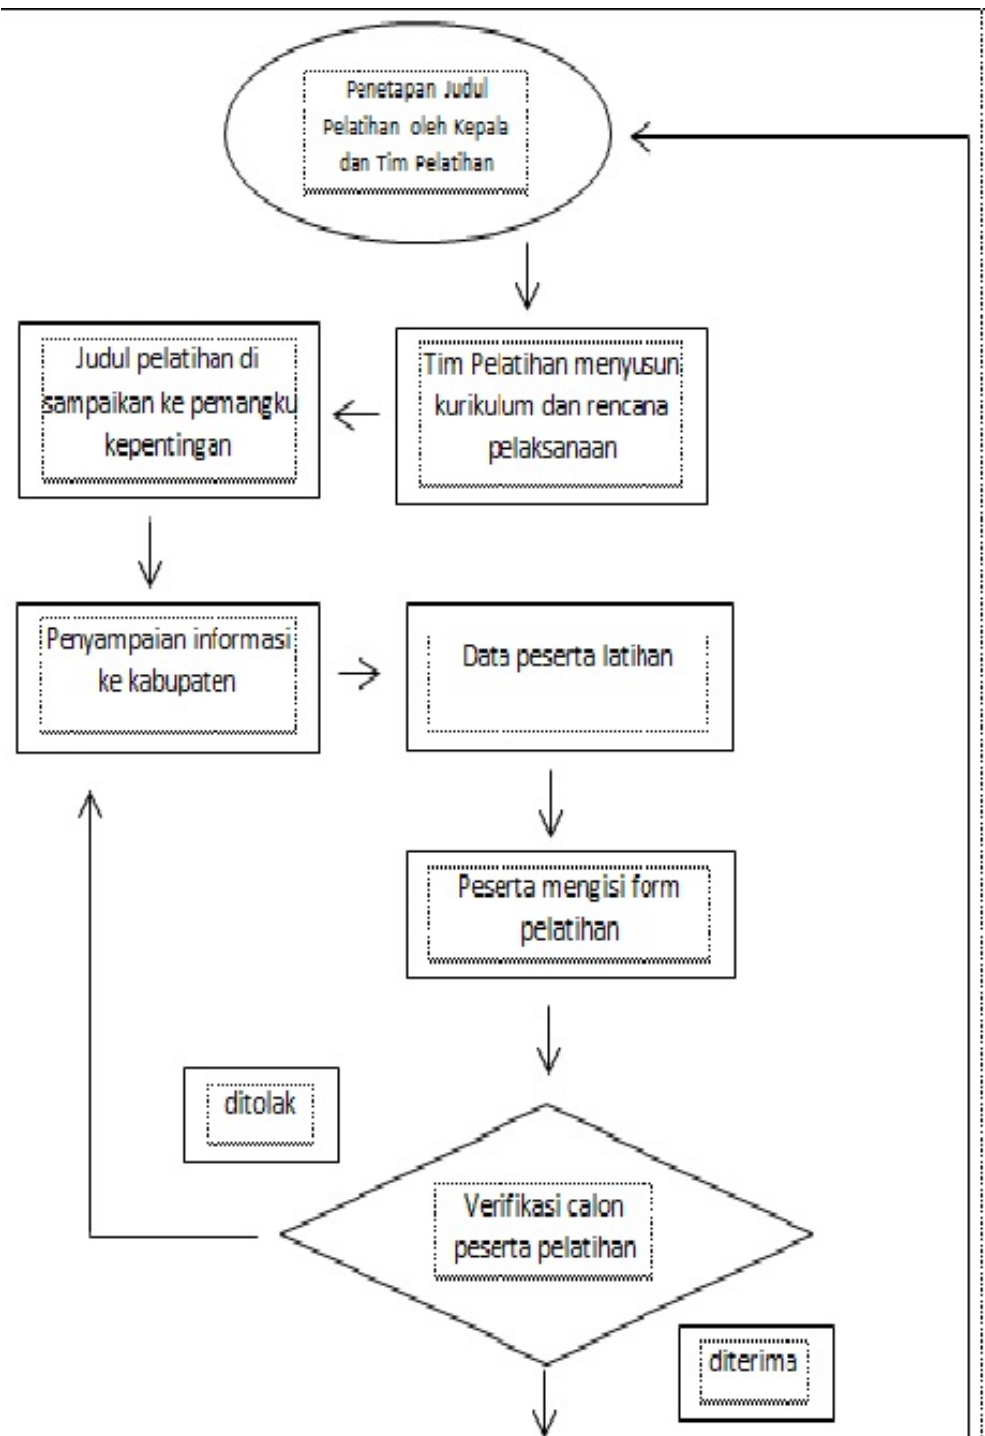 Penetapan Judul
Pelatihan oleh Kepala
dan Tim Pelatihan
Tim Pelatihan menyusun
kurikulum dan rencana
pelaksanaan
Judul pelatihan di
sampaikan ke pemangku
kepentingan
Penyampaian informasi
ke kabupaten
Data peserta latihan
Peserta mengisi form
pelatihan
ditolak
Verifikasi calon
peserta pelatihan
diterima